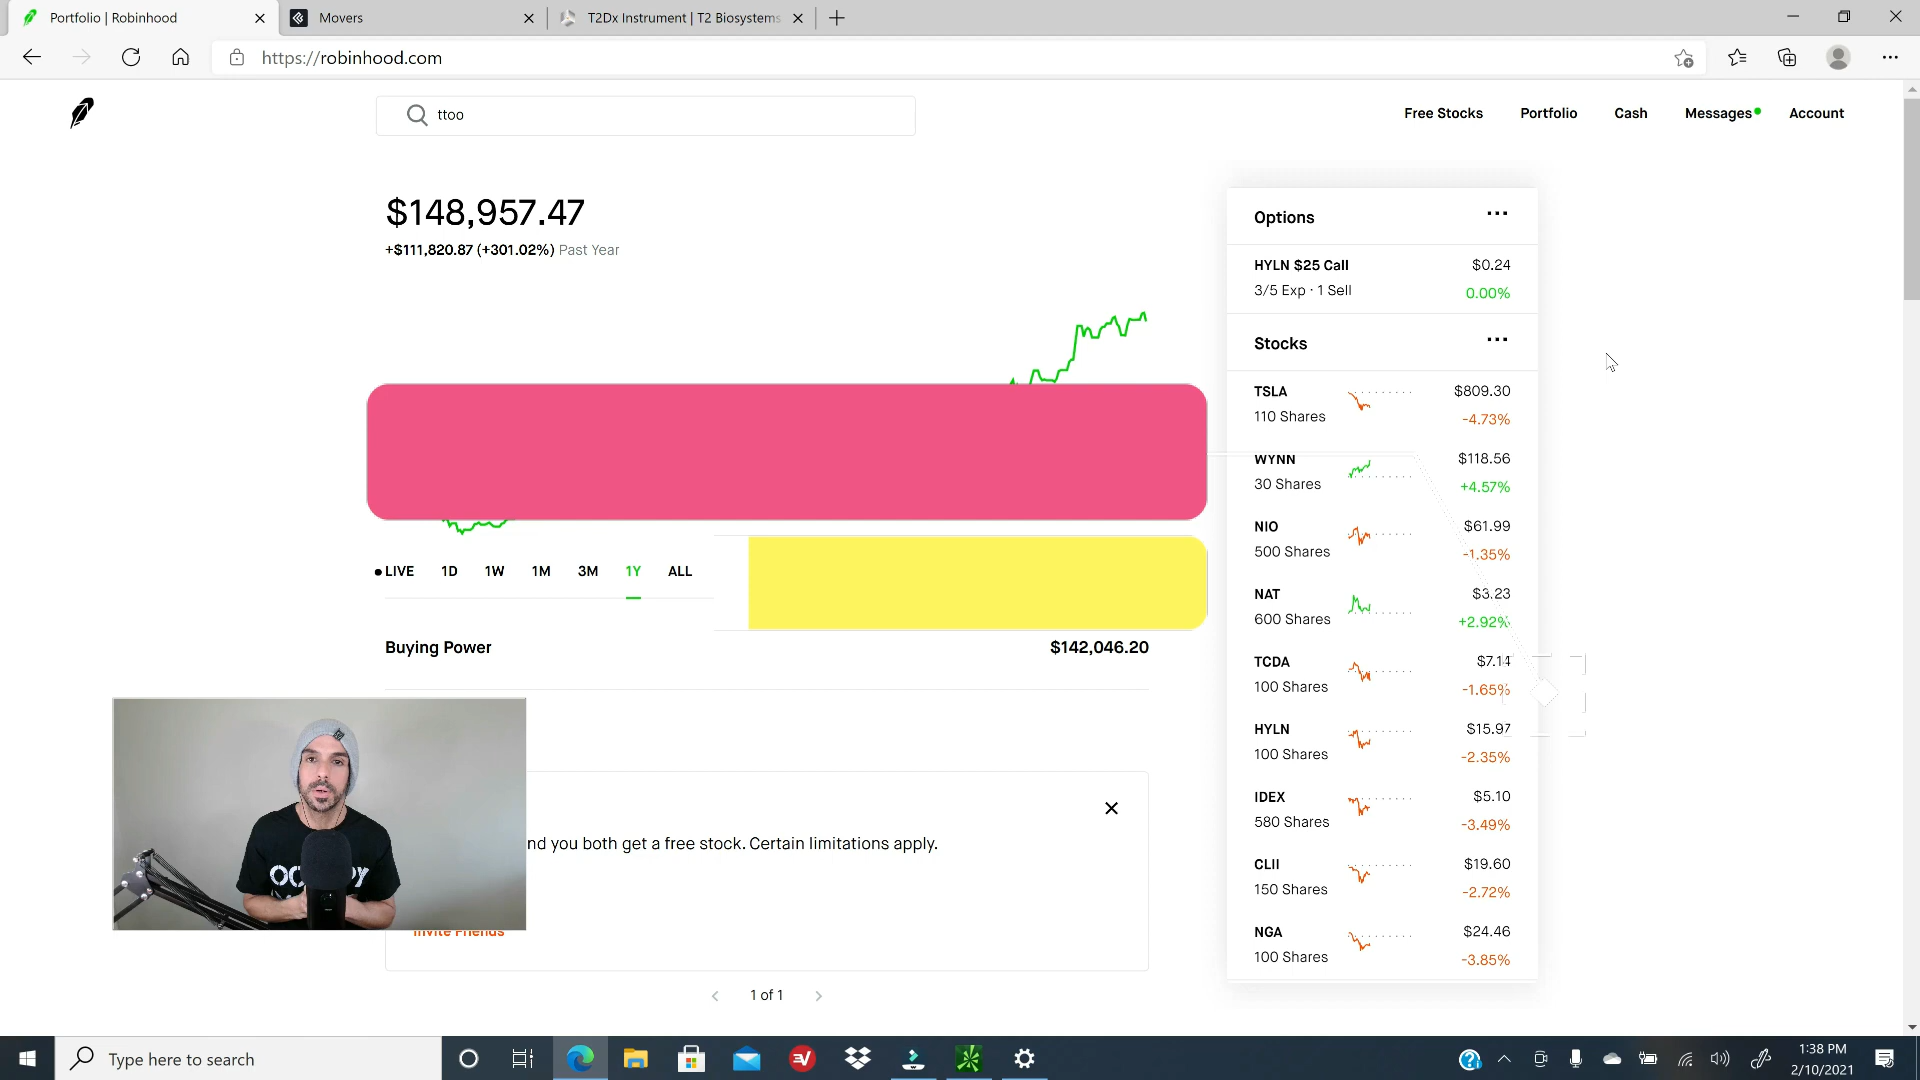 Portfolio | Robinhood
Movers
T2Dx Instrument | T2 Biosystems
https://robinhood.com
ttoo
Free Stocks
Portfolio
Cash
Messages
Account
$148,957.47
+$111,820.87 (+301.02%) Past Year
LIVE
1D
1W
1M
3M
1Y
ALL
Buying Power
$142,046.20
nd you both get a free stock. Certain limitations apply.
Invite Friends
1 of 1
Options
HYLN $25 Call
$0.24
3/5 Exp · 1 Sell
0.00%
Stocks
TSLA
$809.30
110 Shares
-4.73%
WYNN
$118.56
30 Shares
+4.57%
NIO
$61.99
500 Shares
-1.35%
NAT
$3.23
600 Shares
+2.92%
TCDA
$7.14
100 Shares
-1.65%
HYLN
$15.97
100 Shares
-2.35%
IDEX
$5.10
580 Shares
-3.49%
CLII
$19.60
150 Shares
-2.72%
NGA
$24.46
100 Shares
-3.85%
Type here to search
1:38 PM
2/10/2021